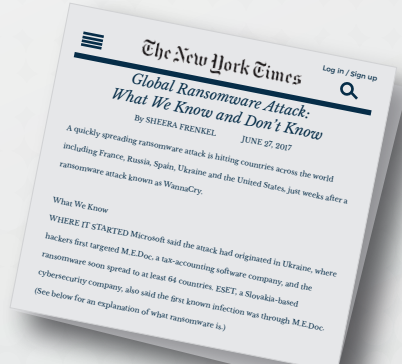 Log in / Sign up
The New York Times
Global Ransomware Attack:
What We Know and Don't Know
By SHEERA FRENKEL JUNE 27, 2017
A quickly spreading ransomware attack is hitting countries across the world
including France, Russia, Spain, Ukraine and the United States, just weeks after a
ransomware attack known as WannaCry.
What We Know
WHERE IT STARTED Microsoft said the attack had originated in Ukraine, where
hackers first targeted M.E.Doc, a tax-accounting software company, and the
ransomware soon spread to at least 64 countries. ESET, a Slovakia-based
cybersecurity company, also said the first known infection was through M.E.Doc.
(See below for an explanation of what ransomware is.)